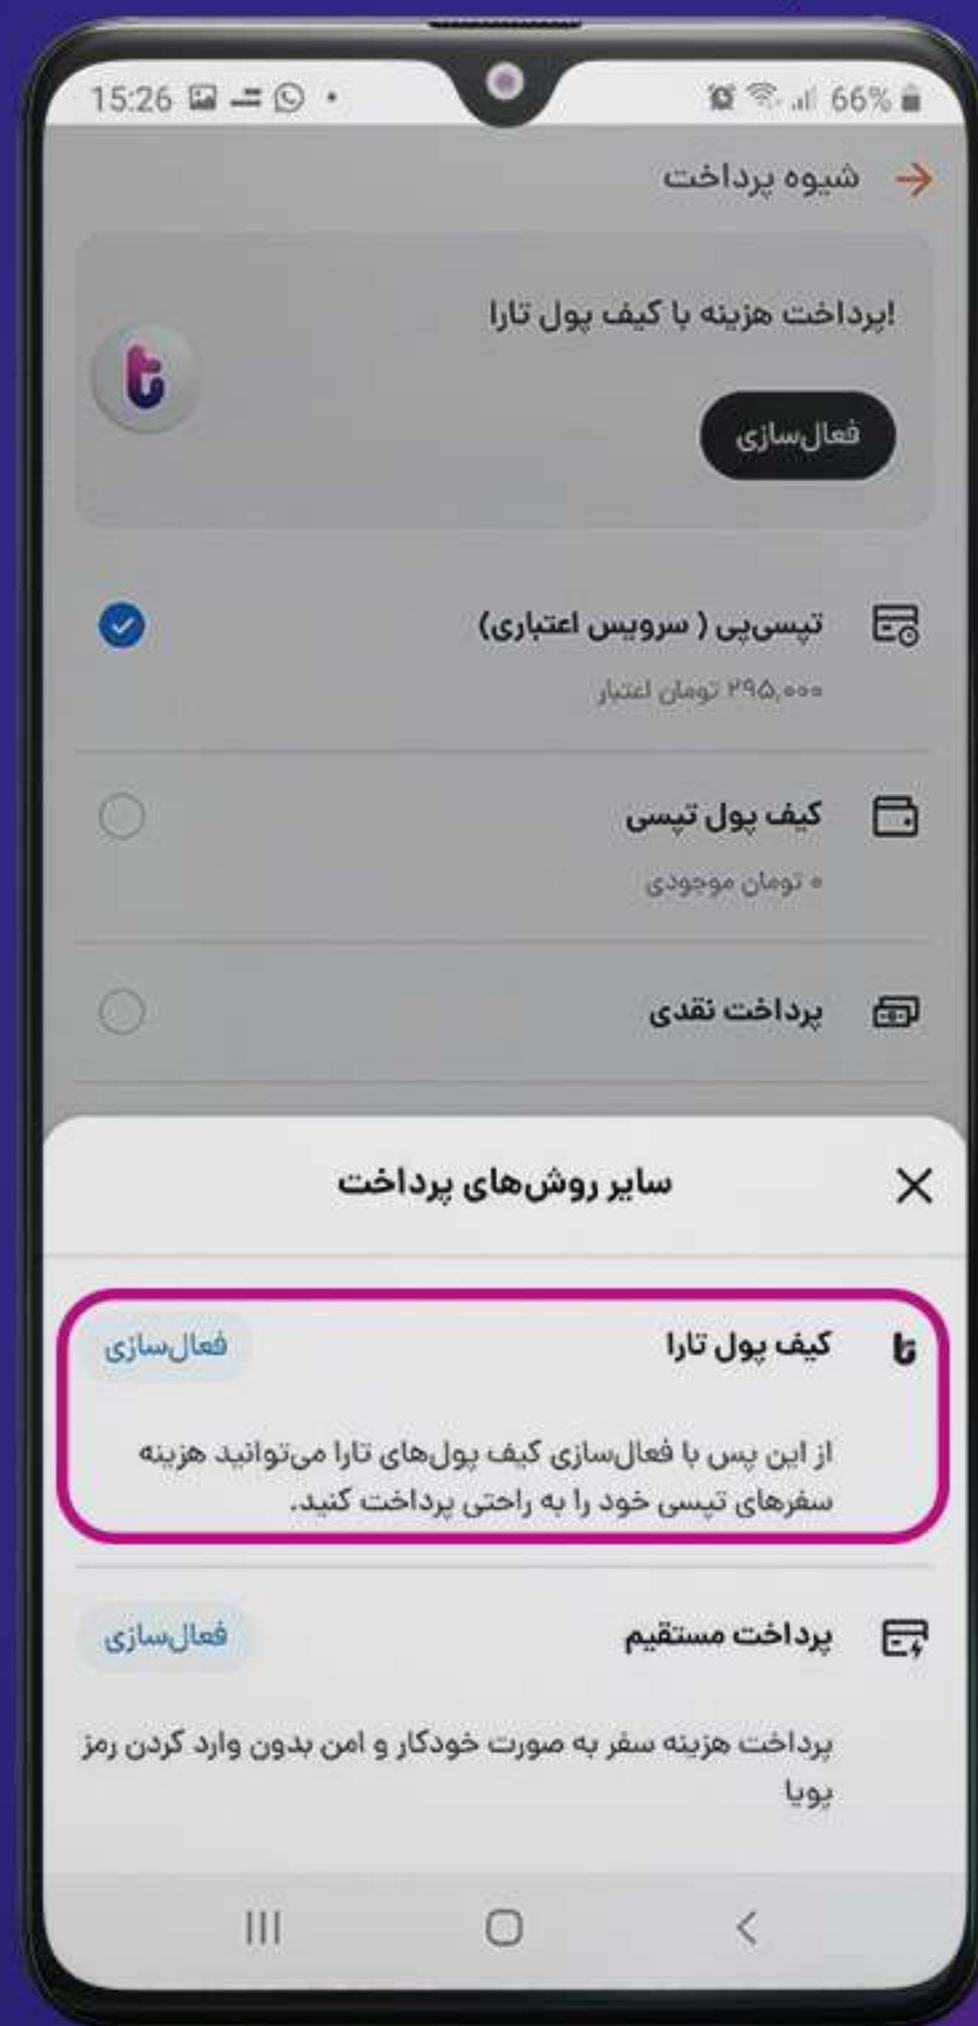 15:26
66%
شیوه پرداخت
!پرداخت هزینه با کیف پول تارا
فعال‌سازی
تپسی‌پی ( سرویس اعتباری)
۲۹۵,۰۰۰ تومان اعتبار
کیف پول تپسی
۰ تومان موجودی
پرداخت نقدی
سایر روش‌های پرداخت
کیف پول تارا
فعال‌سازی
از این پس با فعال‌سازی کیف پول‌های تارا می‌توانید هزینه
سفرهای تپسی خود را به راحتی پرداخت کنید.
پرداخت مستقیم
فعال‌سازی
پرداخت هزینه سفر به صورت خودکار و امن بدون وارد کردن رمز
پویا